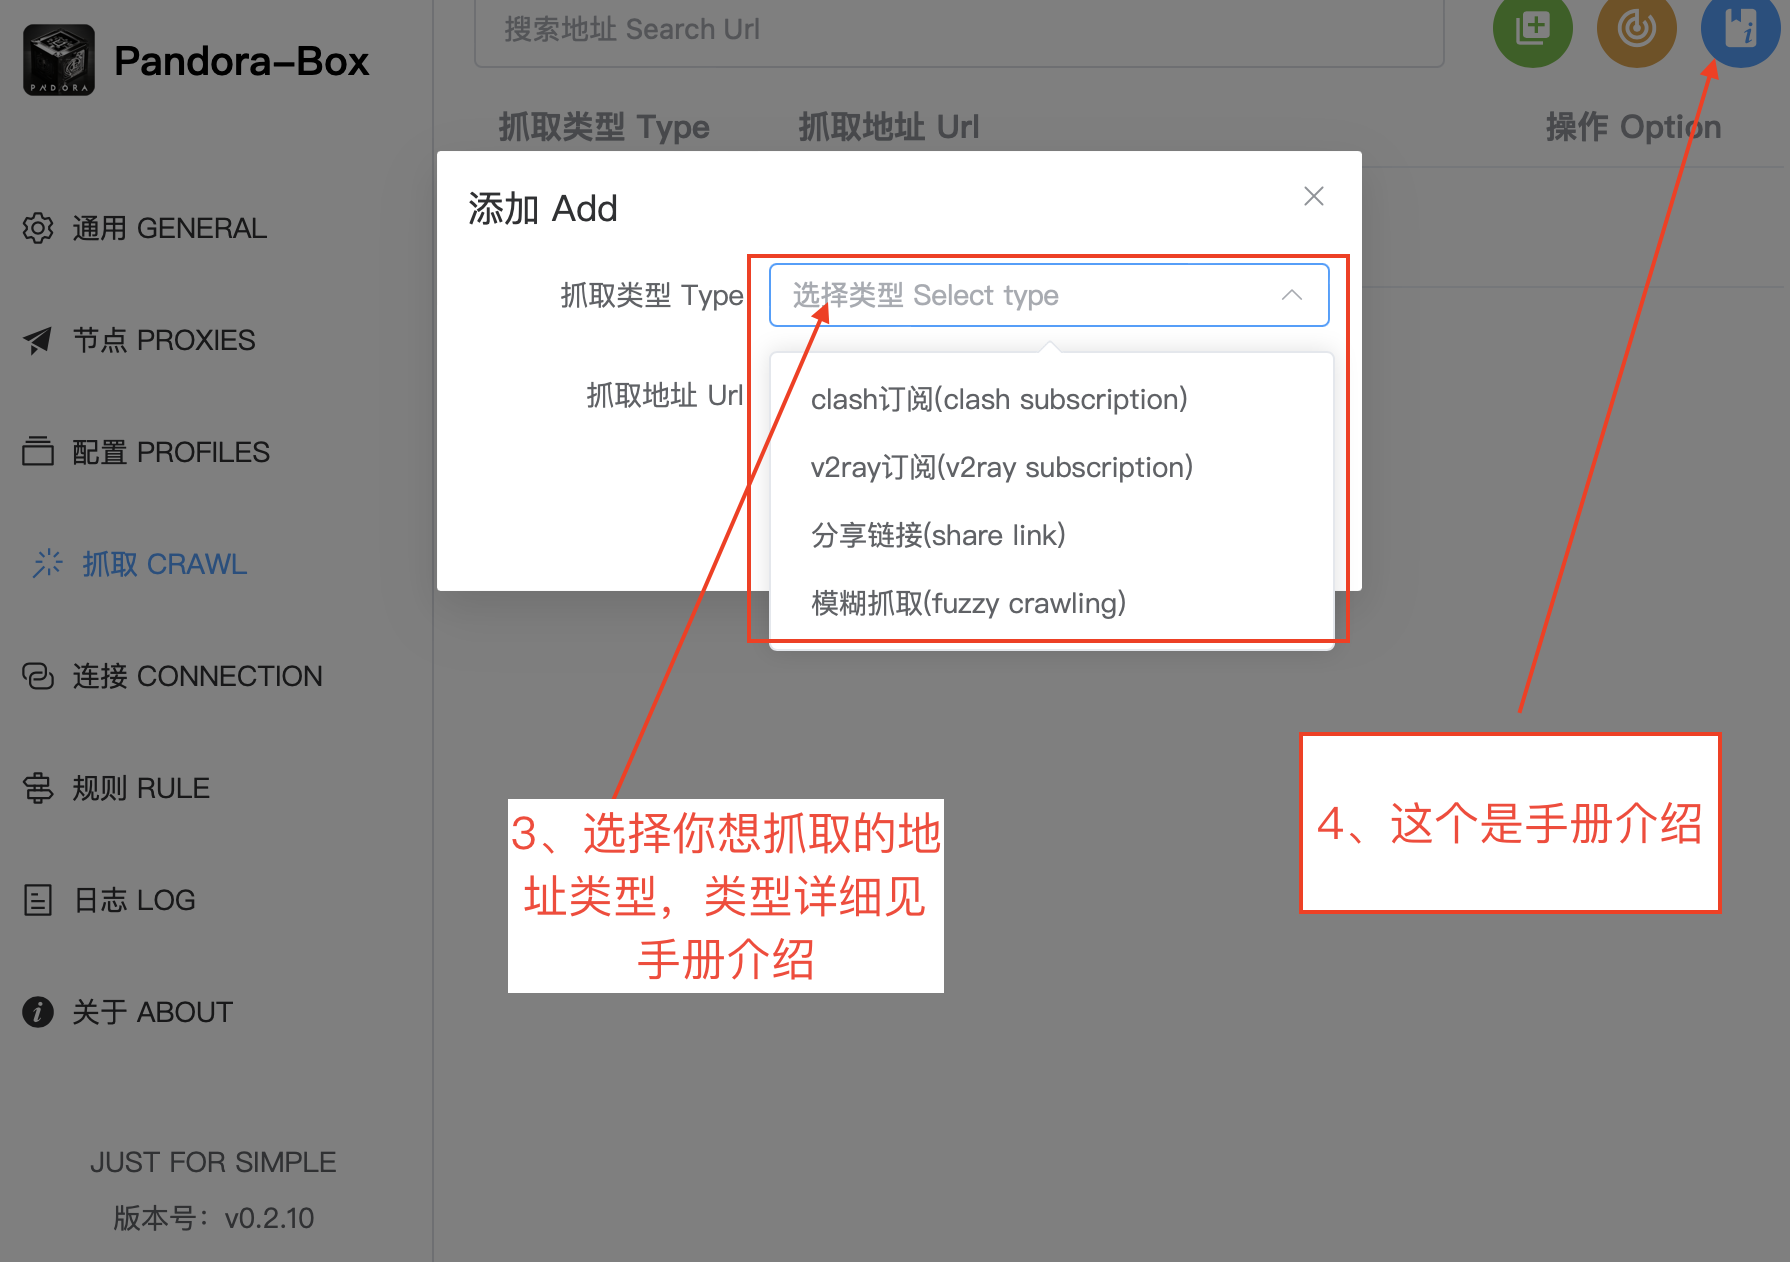 PANDORA
Pandora-Box
搜索地址 Search Url
抓取类型 Type
抓取地址 Url
操作 Option
通用 GENERAL
节点 PROXIES
配置 PROFILES
抓取 CRAWL
连接 CONNECTION
规则 RULE
日志 LOG
关于 ABOUT
JUST FOR SIMPLE
版本号：v0.2.10
添加 Add
抓取类型 Type
选择类型 Select type
抓取地址 Url
clash订阅(clash subscription)
v2ray订阅(v2ray subscription)
分享链接(share link)
模糊抓取(fuzzy crawling)
3、选择你想抓取的地
址类型，类型详细见
手册介绍
4、这个是手册介绍